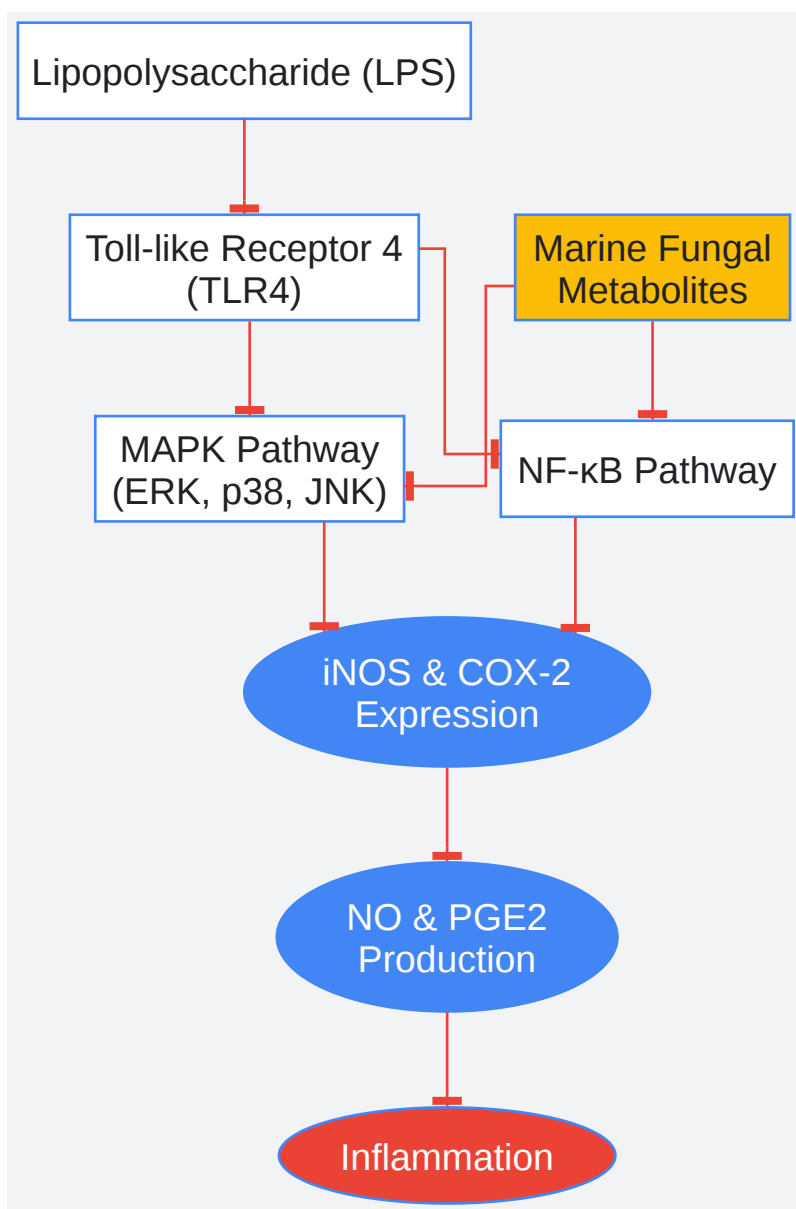 Lipopolysaccharide (LPS)
Toll-like Receptor 4
(TLR4)
Marine Fungal
Metabolites
MAPK Pathway
(ERK, p38, JNK)
NF-κB Pathway
iNOS & COX-2
Expression
NO & PGE2
Production
Inflammation